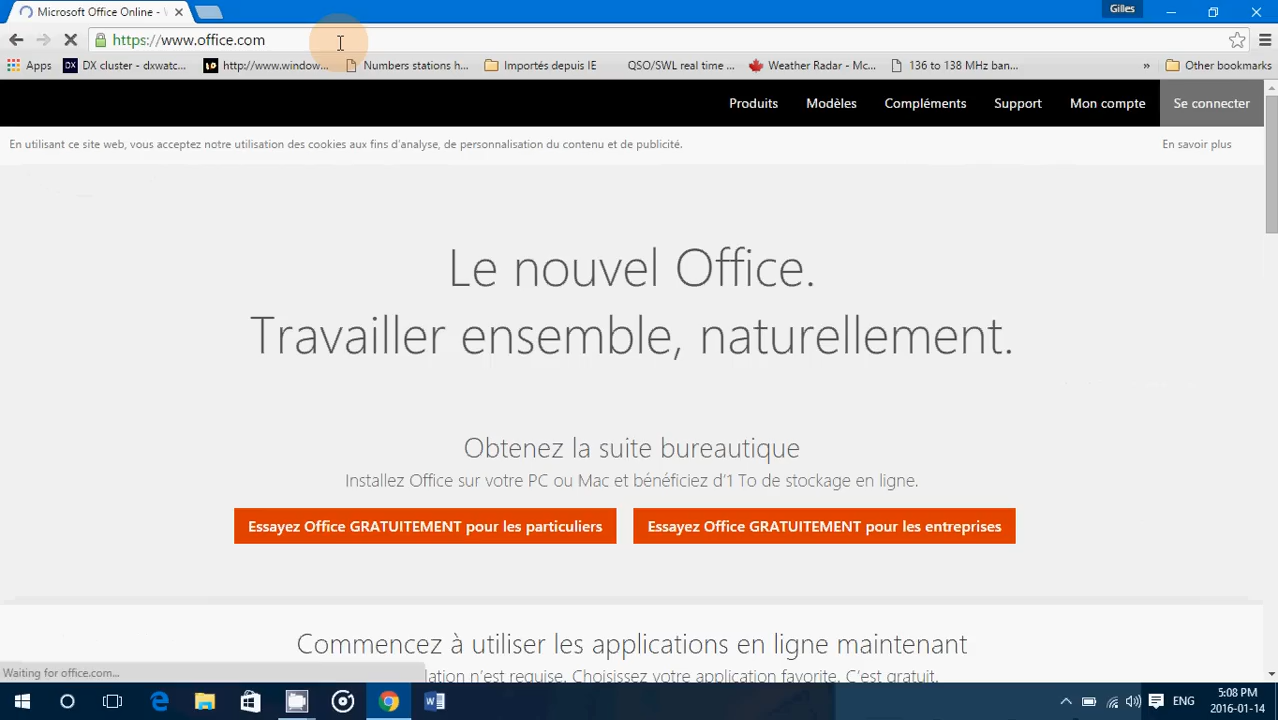 Microsoft Office Online -
Gilles
https://www.office.com
Apps
DX cluster - dxwatc...
http://www.window...
Numbers stations h...
Importés depuis IE
QSO/SWL real time ...
Weather Radar - Mc...
136 to 138 MHz ban...
»
Other bookmarks
Produits
Modèles
Compléments
Support
Mon compte
Se connecter
En utilisant ce site web, vous acceptez notre utilisation des cookies aux fins d'analyse, de personnalisation du contenu et de publicité.
En savoir plus
Le nouvel Office.
Travailler ensemble, naturellement.
Obtenez la suite bureautique
Installez Office sur votre PC ou Mac et bénéficiez d'1 To de stockage en ligne.
Essayez Office GRATUITEMENT pour les particuliers
Essayez Office GRATUITEMENT pour les entreprises
Commencez à utiliser les applications en ligne maintenant
Waiting for office.com...
n'est requise. Choisissez votre application favorite. C'est gratuit.
ENG
5:08 PM
2016-01-14